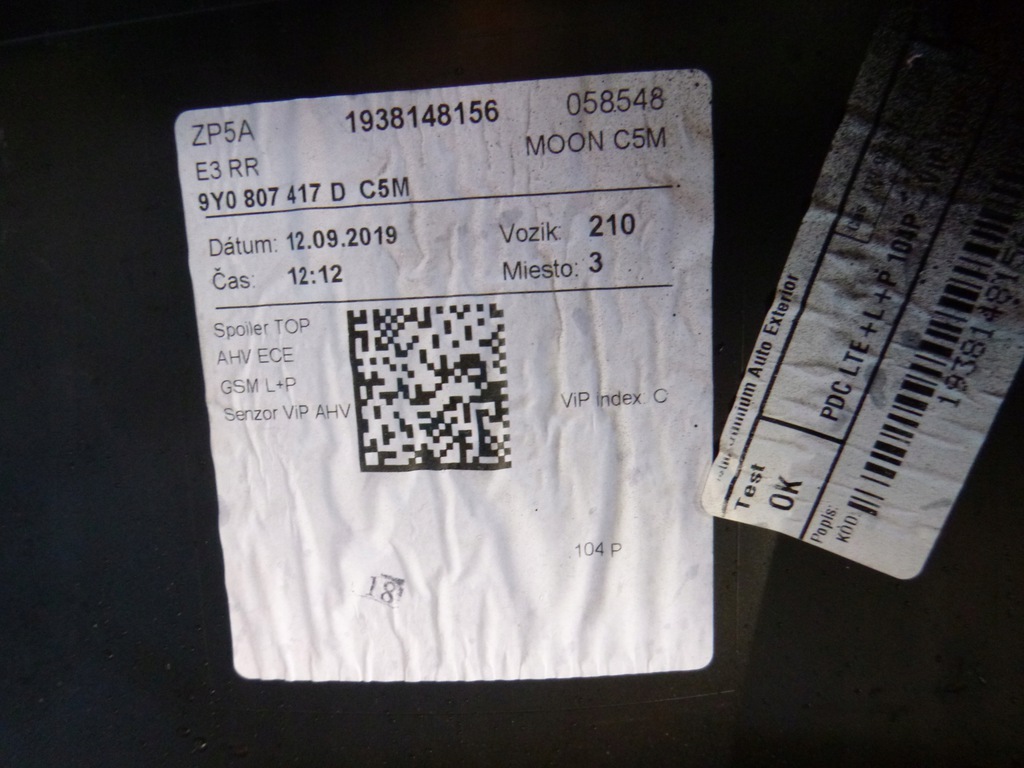 ZP5A 1938148156 058548
E3 RR MOON C5M
9Y0 807 417 D C5M
Dátum: 12.09.2019 Vozik: 210
Čas: 12:12 Miesto: 3
Spoiler TOP
AHV ECE
GSM L+P
Senzor ViP AHV
ViP index: C
104 P
18
Auto Exterior
Test
OK
PDC LTE +L+P 104P -
Popis:
KÓD: